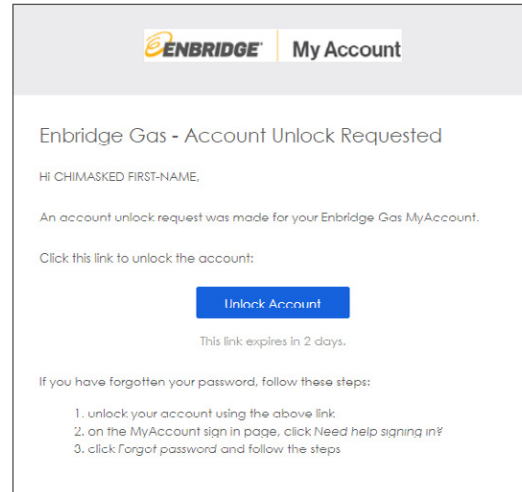 ENBRIDGE My Account
Enbridge Gas - Account Unlock Requested
Hi CHIMASKED FIRST-NAME,
An account unlock request was made for your Enbridge Gas MyAccount.
Click this link to unlock the account:
Unlock Account
This link expires in 2 days.
If you have forgotten your password, follow these steps:
1. unlock your account using the above link
2. on the MyAccount sign in page, click Need help signing in?
3. click Forgot password and follow the steps